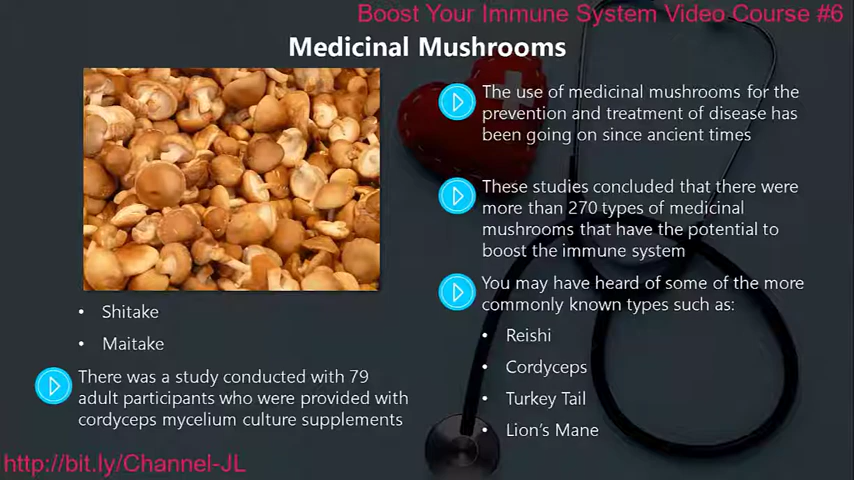 Boost Your Immune System Video Course #6
Medicinal Mushrooms
The use of medicinal mushrooms for the
prevention and treatment of disease has
been going on since ancient times
These studies concluded that there were
more than 270 types of medicinal
mushrooms that have the potential to
boost the immune system
You may have heard of some of the more
commonly known types such as:
• Reishi
• Cordyceps
• Turkey Tail
• Lion's Mane
• Shitake
• Maitake
There was a study conducted with 79
adult participants who were provided with
cordyceps mycelium culture supplements
http://bit.ly/Channel-JL